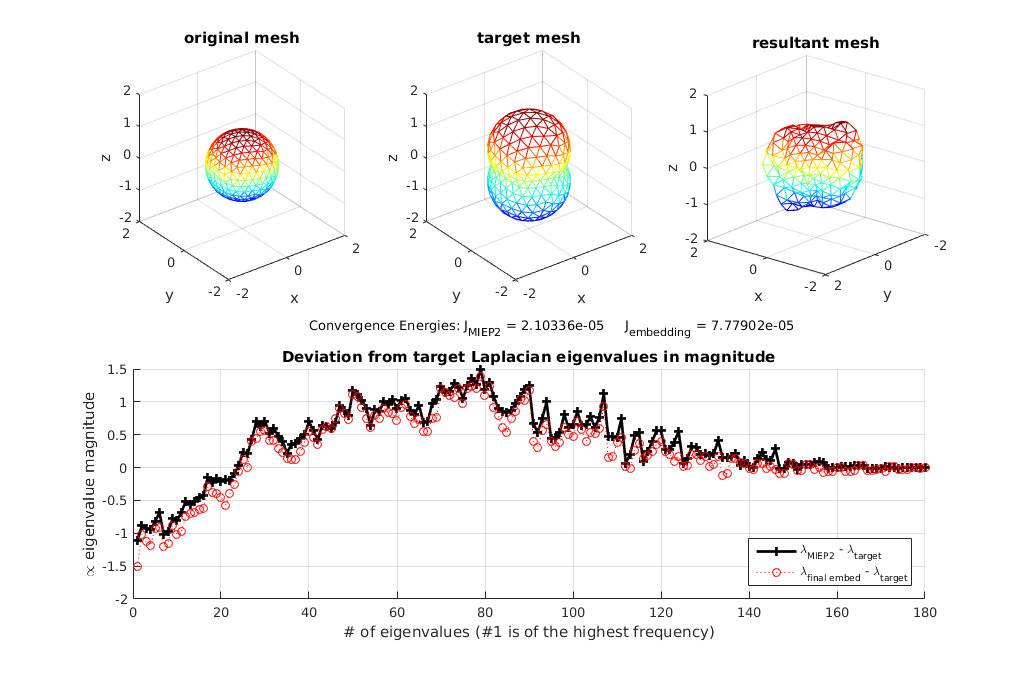 original mesh
target mesh
resultant mesh
2
1
0
-1
-2
z
2
0
-2
y
-2
0
2
x
2
1
0
-1
-2
z
2
0
-2
y
-2
0
2
x
2
1
0
-1
-2
z
2
0
-2
x
2
0
-2
y
Convergence Energies: J_MIEP2 = 2.10336e-05 J_embedding = 7.77902e-05
Deviation from target Laplacian eigenvalues in magnitude
1.5
1
0.5
0
-0.5
-1
-1.5
-2
∝ eigenvalue magnitude
λ_MIEP2 - λ_target
λ_final embed - λ_target
0 20 40 60 80 100 120 140 160 180
# of eigenvalues (#1 is of the highest frequency)